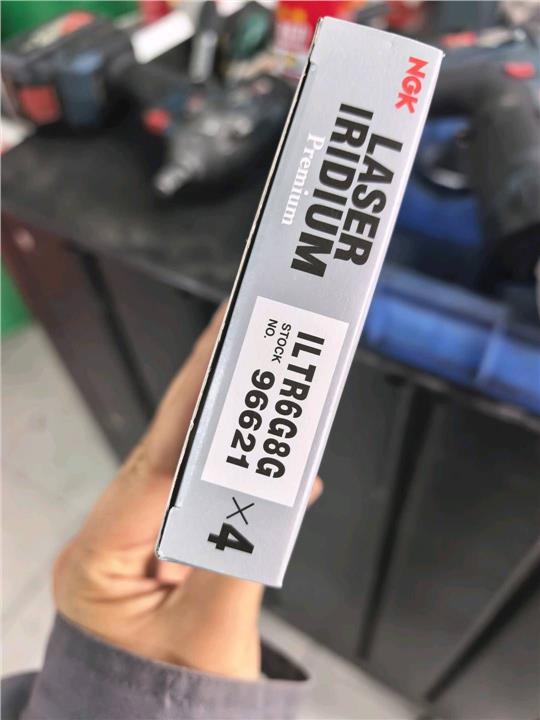 NGK
LASER
IRIDIUM
Premium
ILTR6G8G
STOCK
NO. 96621
×4